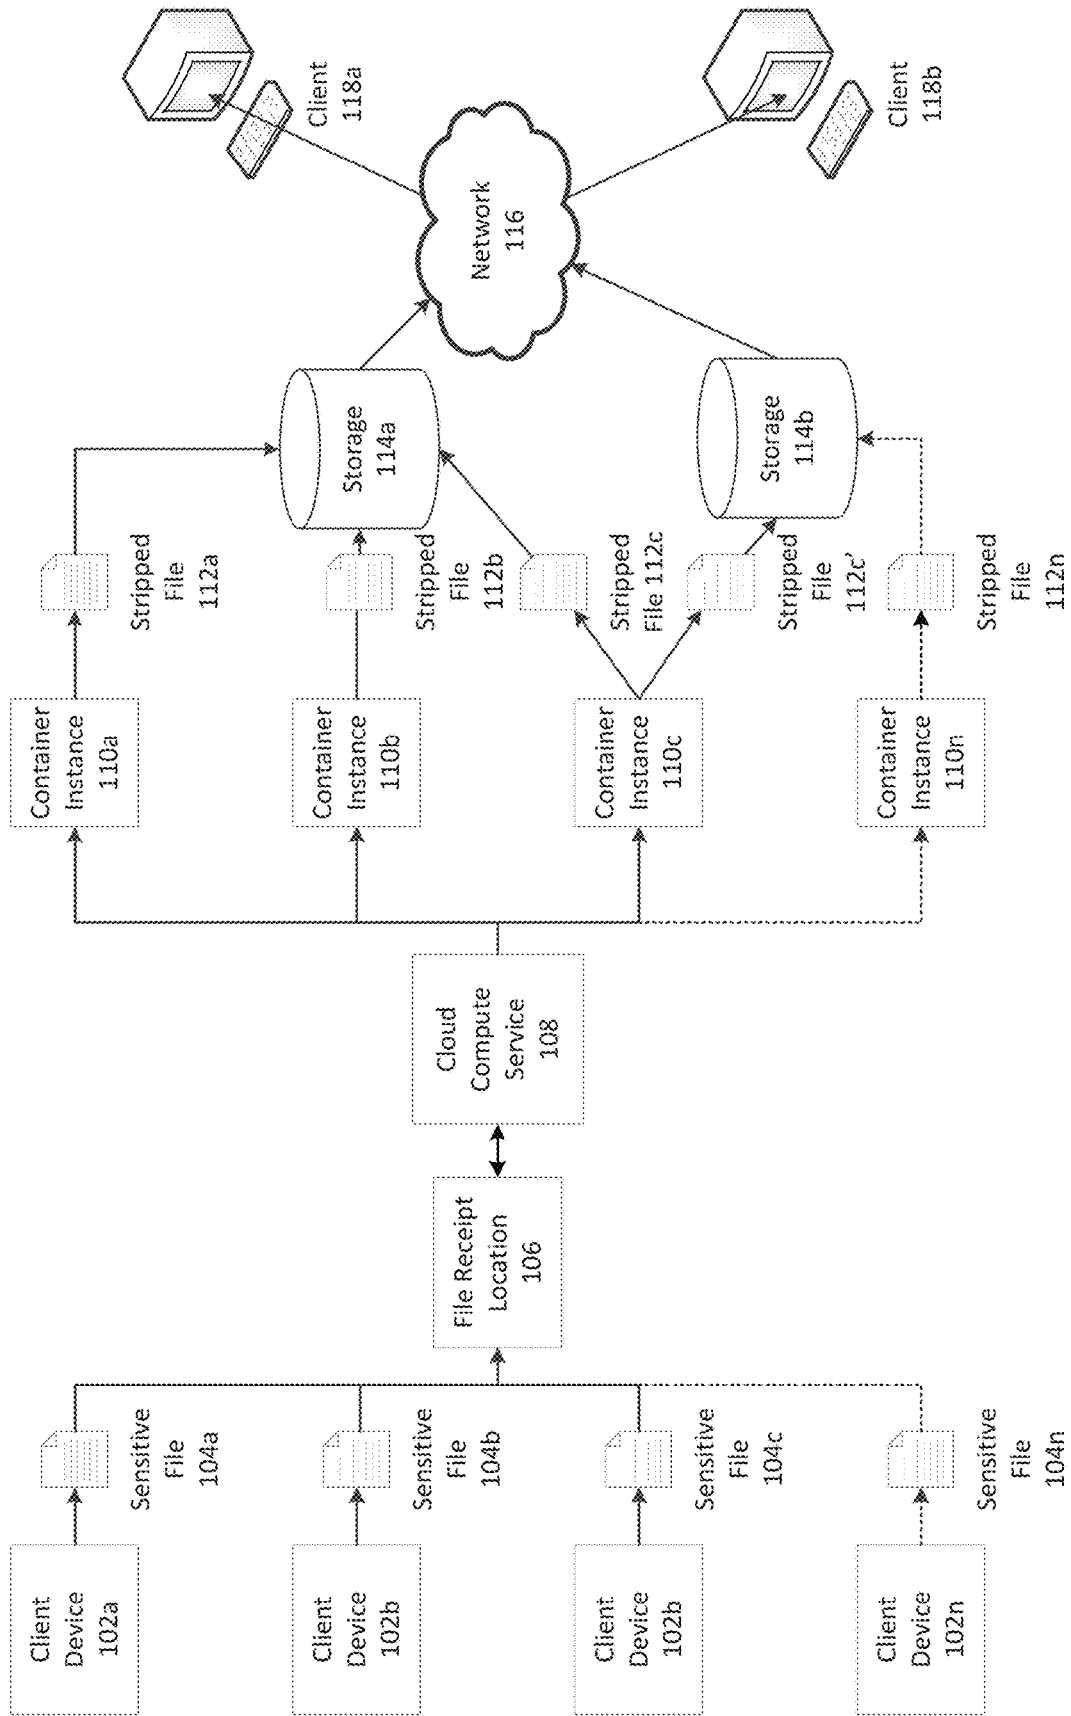 Client
Device
102a
Sensitive
File
104a
Client
Device
102b
Sensitive
File
104b
Client
Device
102b
Sensitive
File
104c
Client
Device
102n
Sensitive
File
104n
File Receipt
Location
106
Cloud
Compute
Service
108
Container
Instance
110a
Stripped
File
112a
Container
Instance
110b
Stripped
File
112b
Container
Instance
110c
Stripped
File 112c
Stripped
File
112c'
Container
Instance
110n
Stripped
File
112n
Storage
114a
Storage
114b
Network
116
Client
118a
Client
118b